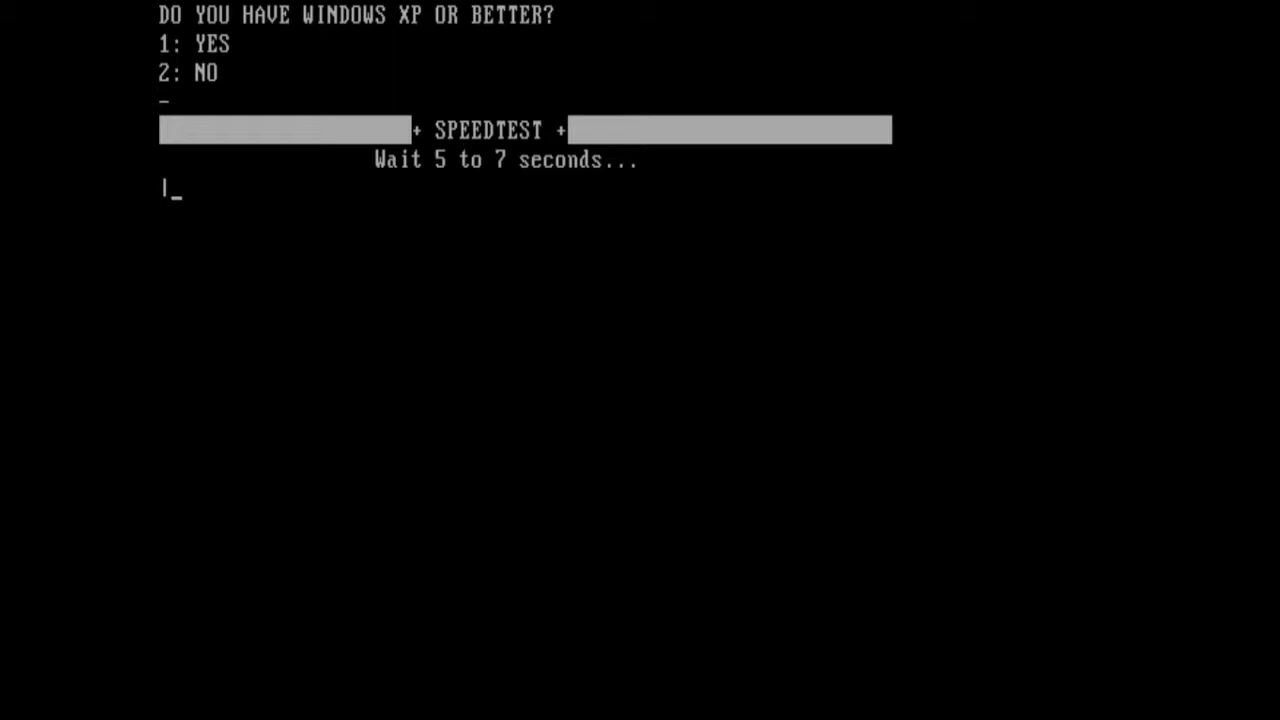 DO YOU HAVE WINDOWS XP OR BETTER?
1: YES
2: NO
-
+ SPEEDTEST +
Wait 5 to 7 seconds...
|_